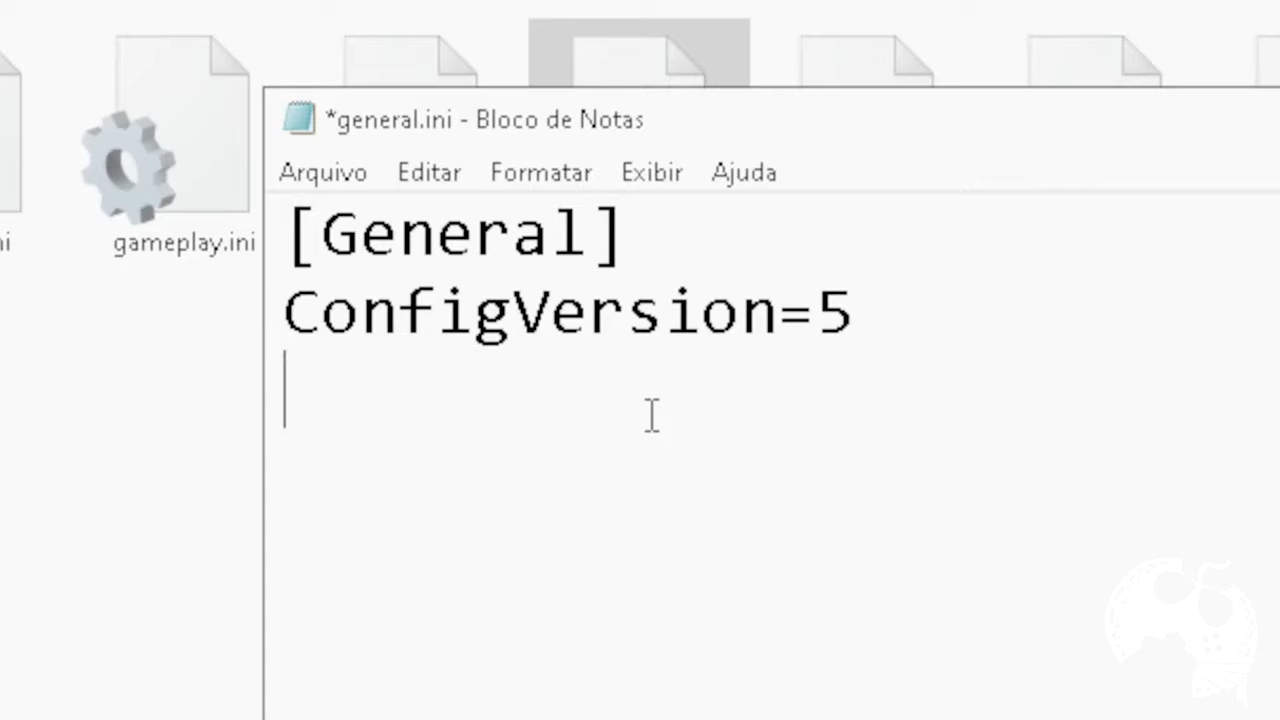 *general.ini - Bloco de Notas
Arquivo Editar Formatar Exibir Ajuda
[General]
ConfigVersion=5
gameplay.ini